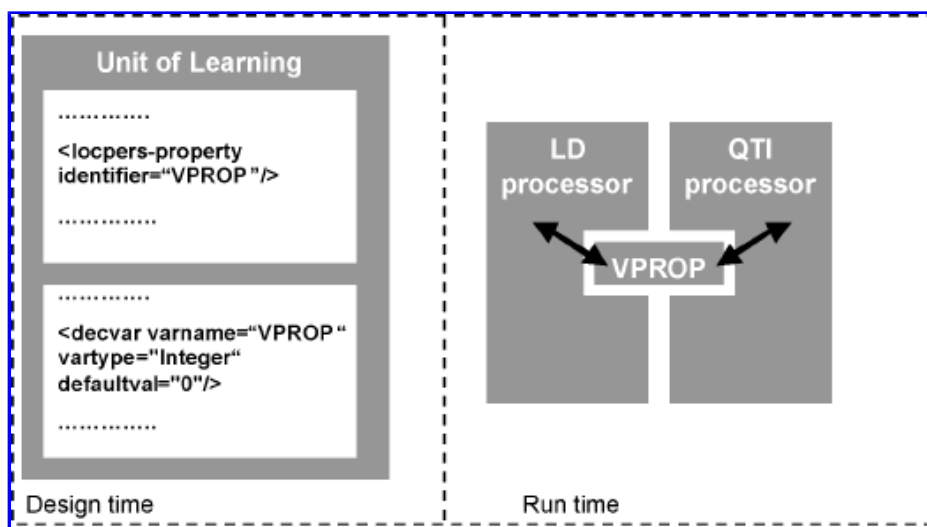 Unit of Learning
………….
<locpers-property
identifier=“VPROP”/>
…………..
………….
<decvar varname=“VPROP“
vartype="Integer“
defaultval="0"/>
…………..
Design time
LD
processor
QTI
processor
VPROP
Run time